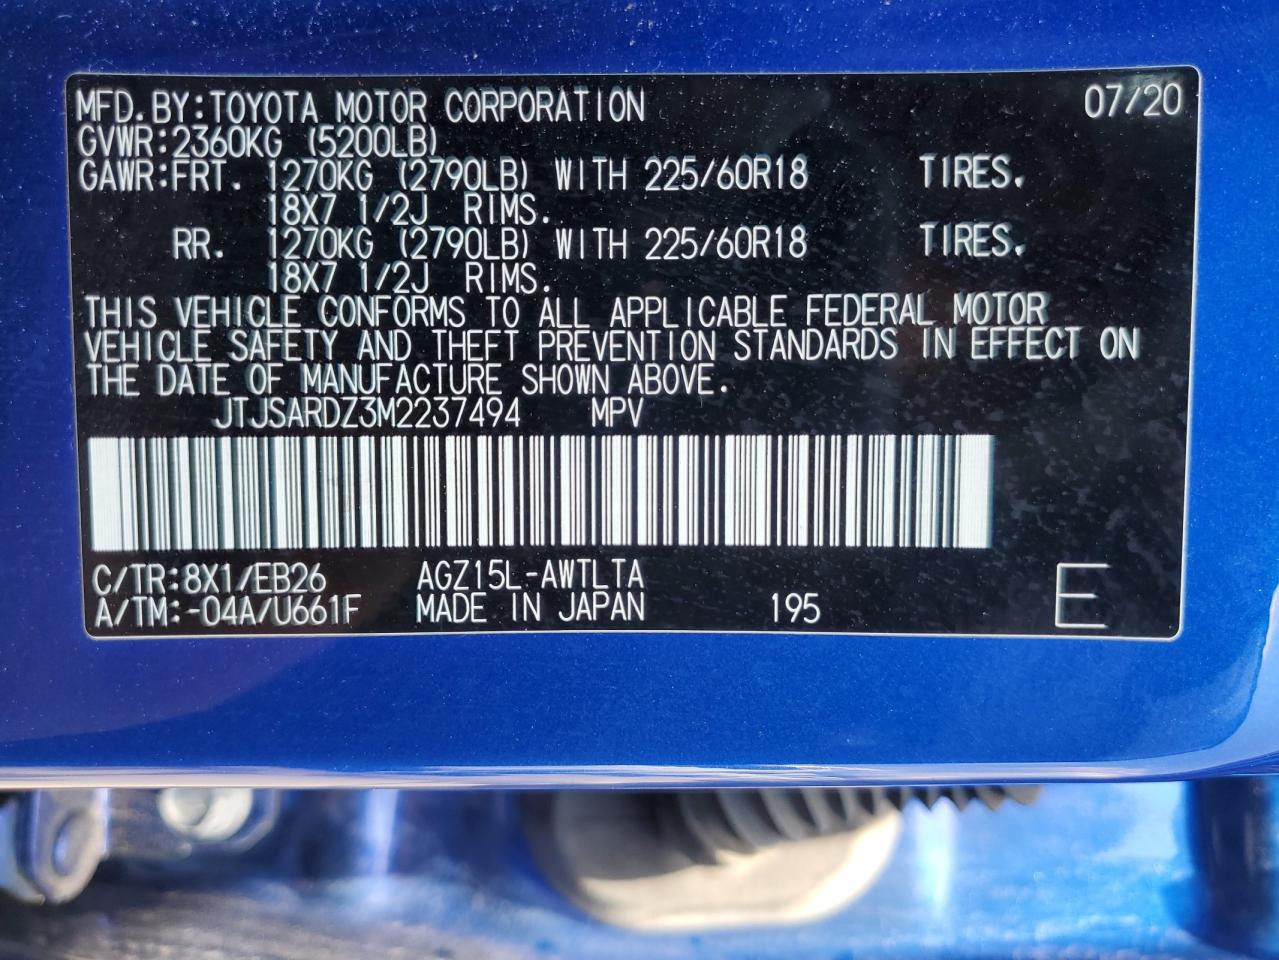 MFD.BY:TOYOTA MOTOR CORPORATION 07/20
GVWR:2360KG (5200LB)
GAWR:FRT. 1270KG (2790LB) WITH 225/60R18 TIRES.
18X7 1/2J RIMS.
RR. 1270KG (2790LB) WITH 225/60R18 TIRES.
18X7 1/2J RIMS.
THIS VEHICLE CONFORMS TO ALL APPLICABLE FEDERAL MOTOR
VEHICLE SAFETY AND THEFT PREVENTION STANDARDS IN EFFECT ON
THE DATE OF MANUFACTURE SHOWN ABOVE.
JTJSARDZ3M2237494 MPV
C/TR:8X1/EB26 AGZ15L-AWTLTA
A/TM:-04A/U661F MADE IN JAPAN 195 E